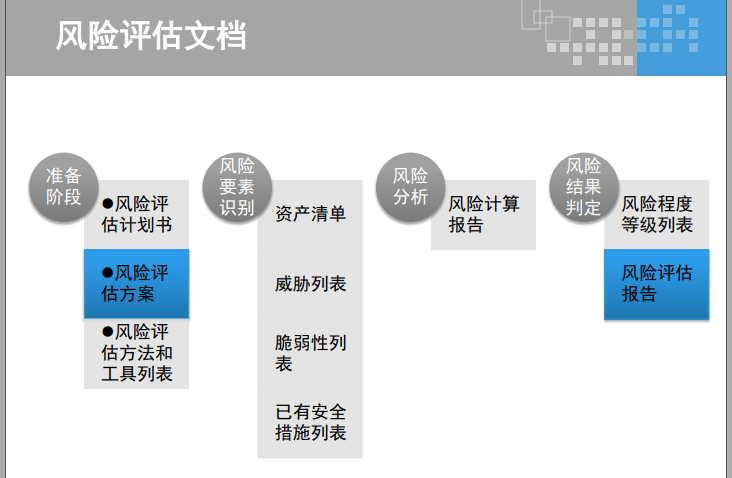 风险评估文档
准备
阶段
●风险评
估计划书
●风险评
估方案
●风险评
估方法和
工具列表
风险
要素
识别
资产清单
威胁列表
脆弱性列
表
已有安全
措施列表
风险
分析
风险计算
报告
风险
结果
判定
风险程度
等级列表
风险评估
报告